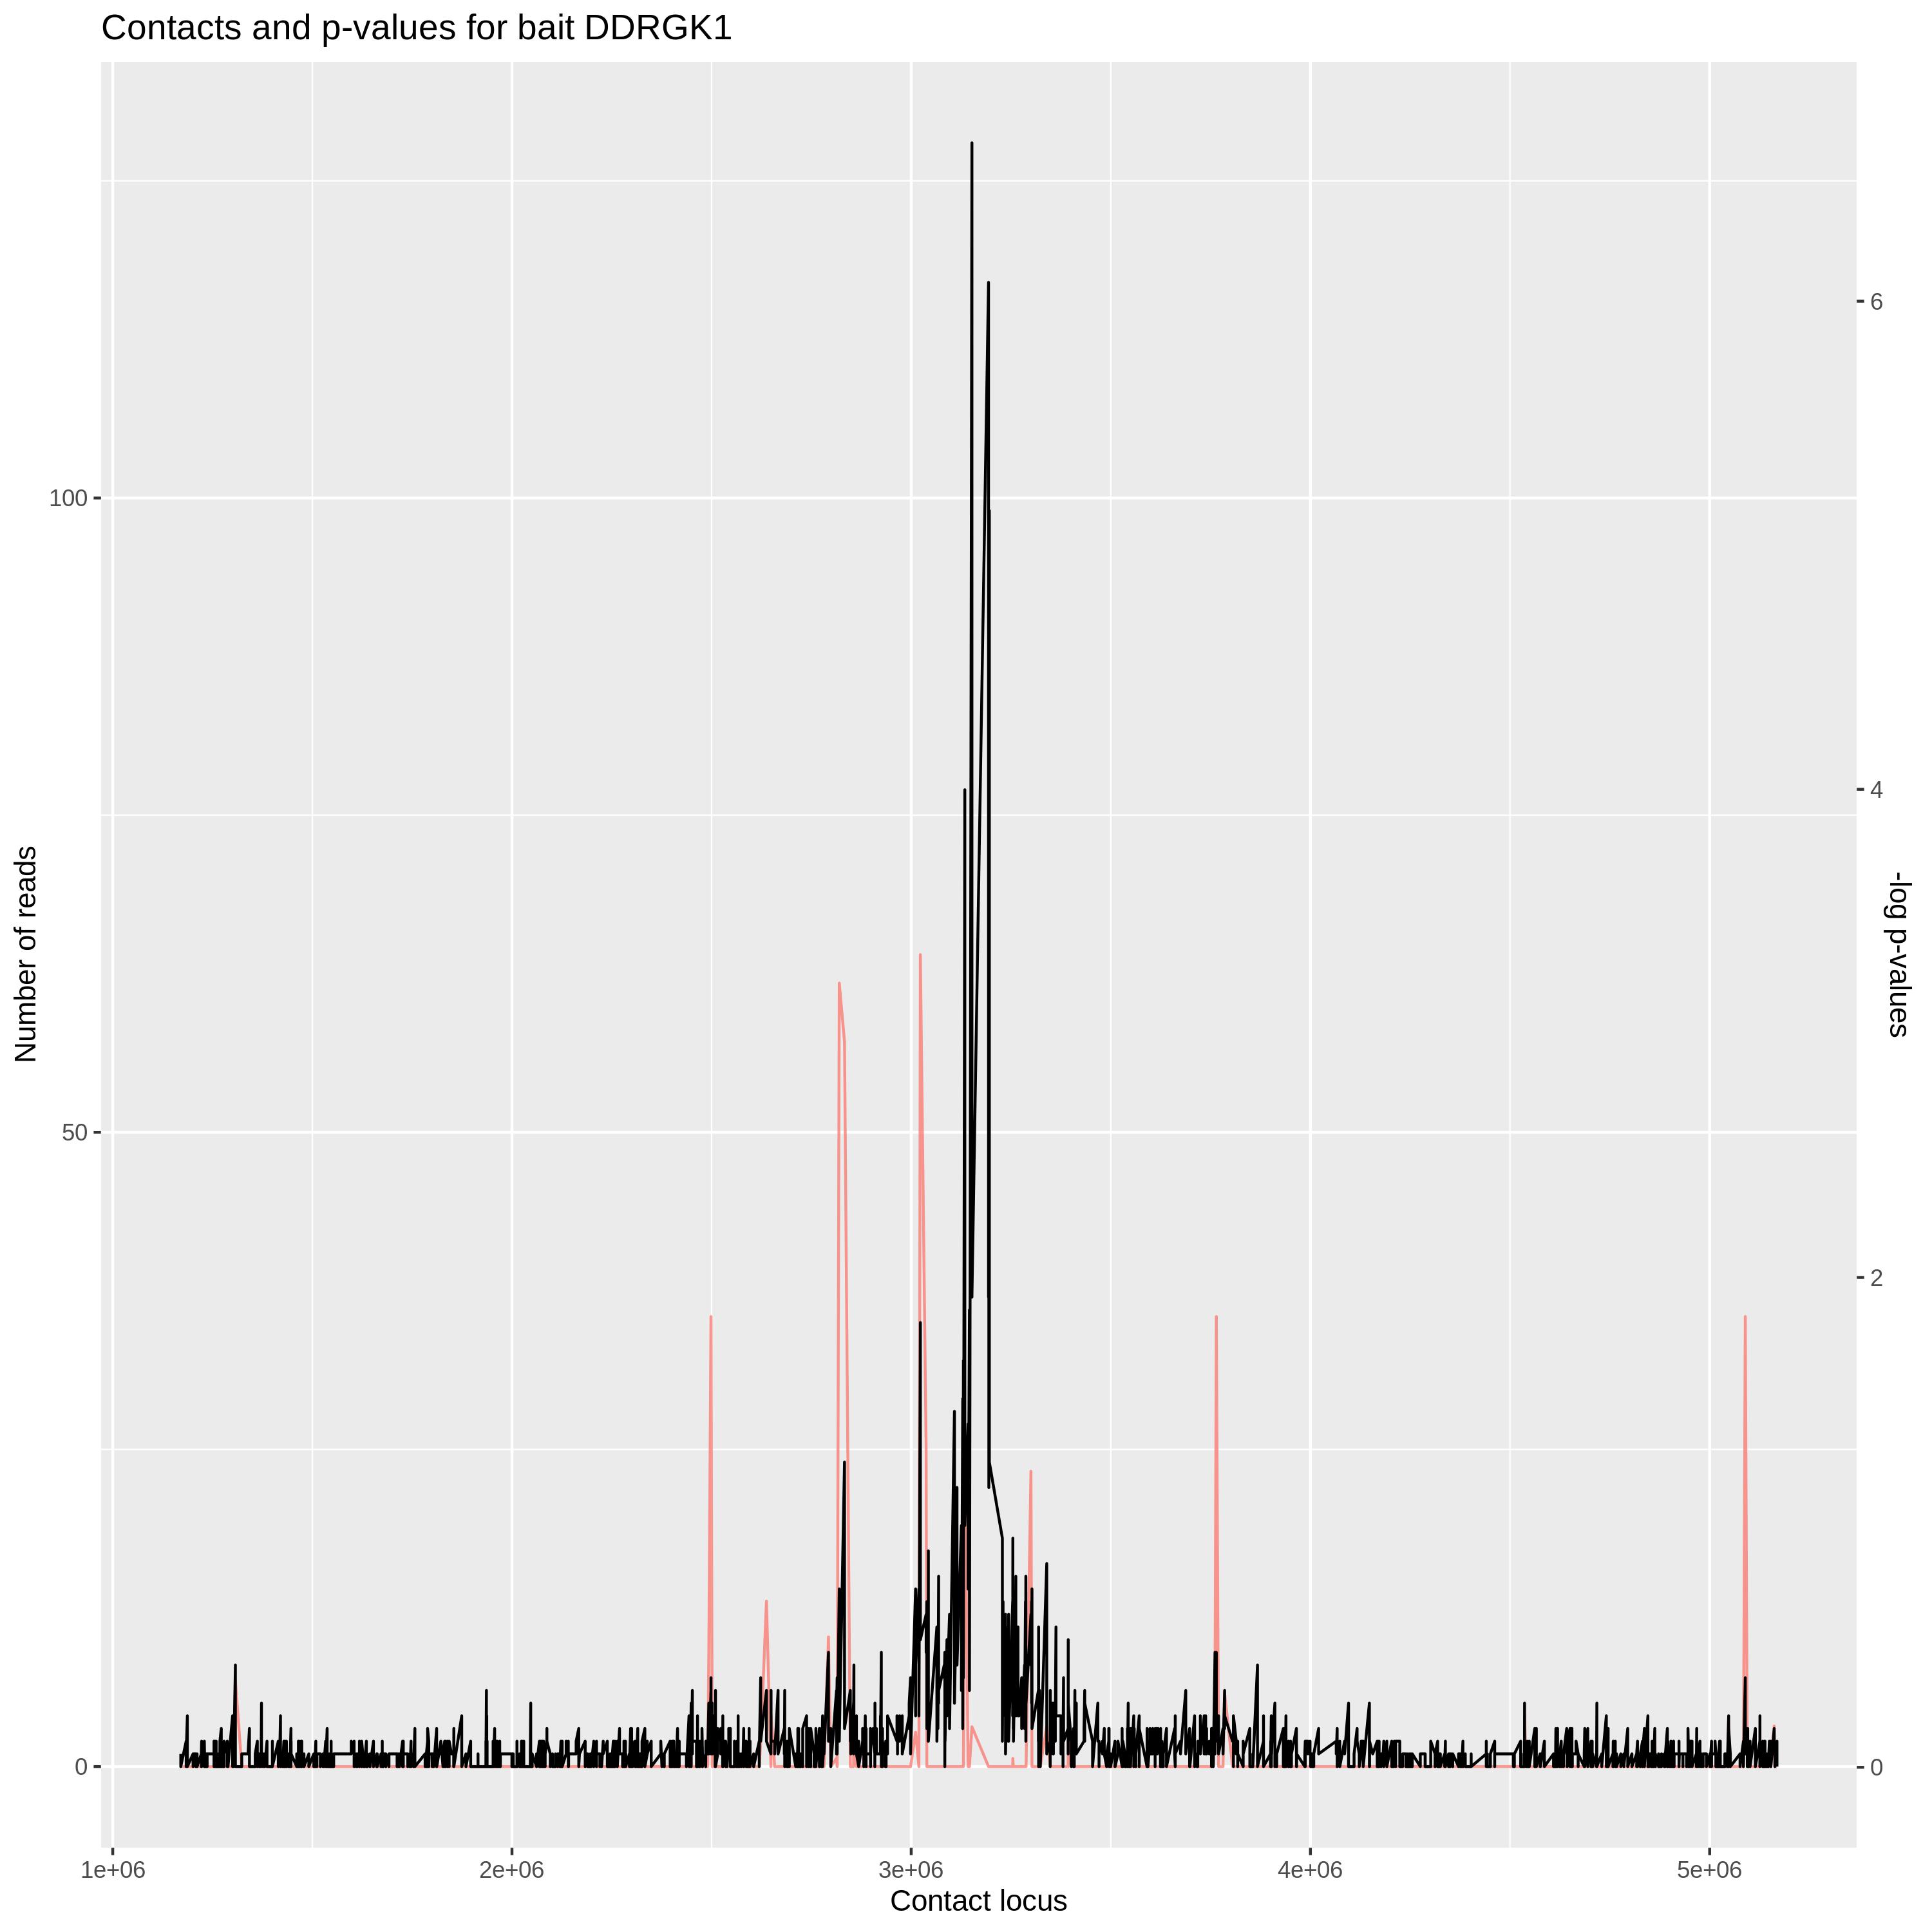 Contacts and p-values for bait DDRGK1
Number of reads
100
50
0
6
4
2
0
-log p-values
1e+06
2e+06
3e+06
4e+06
5e+06
Contact locus